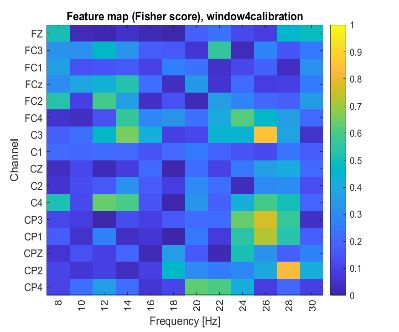 Feature map (Fisher score), window4calibration
Channel
FZ
FC3
FC1
FCz
FC2
FC4
C3
C1
CZ
C2
C4
CP3
CP1
CPZ
CP2
CP4
8 10 12 14 16 18 20 22 24 26 28 30
Frequency [Hz]
1
0.9
0.8
0.7
0.6
0.5
0.4
0.3
0.2
0.1
0